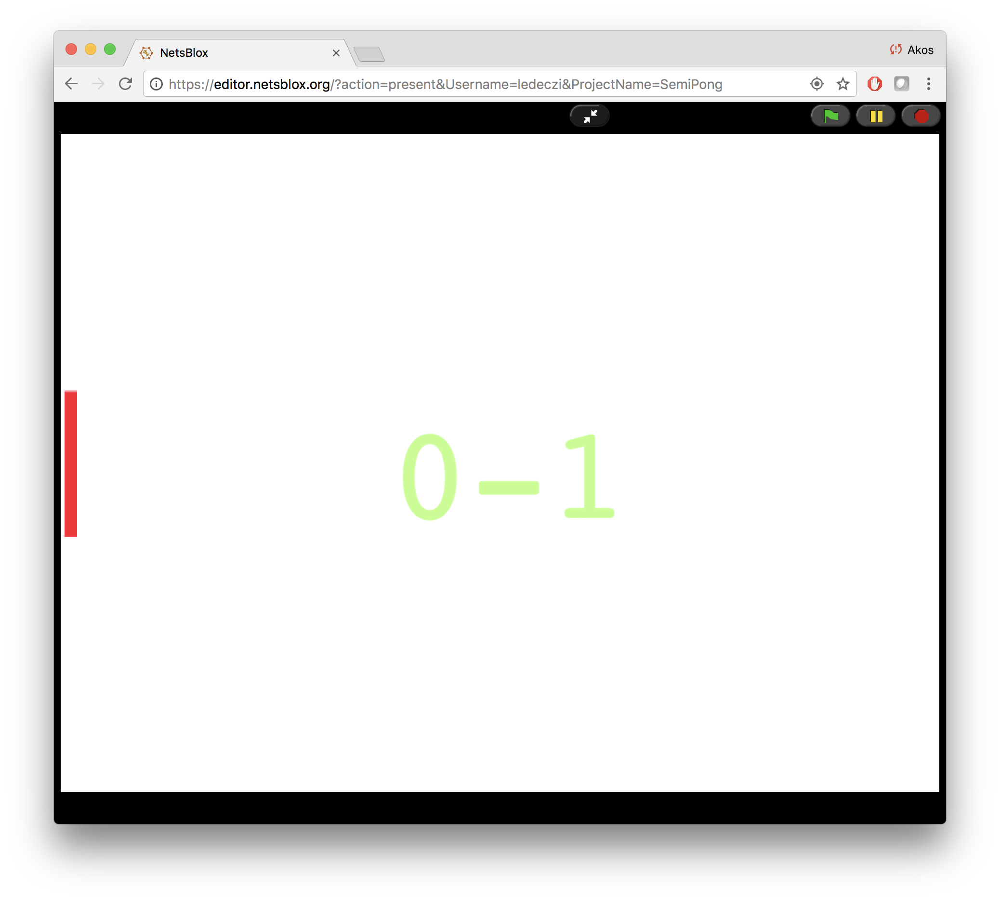 NetsBlox
Akos
https://editor.netsblox.org/?action=present&Username=ledeczi&ProjectName=SemiPong
0-1